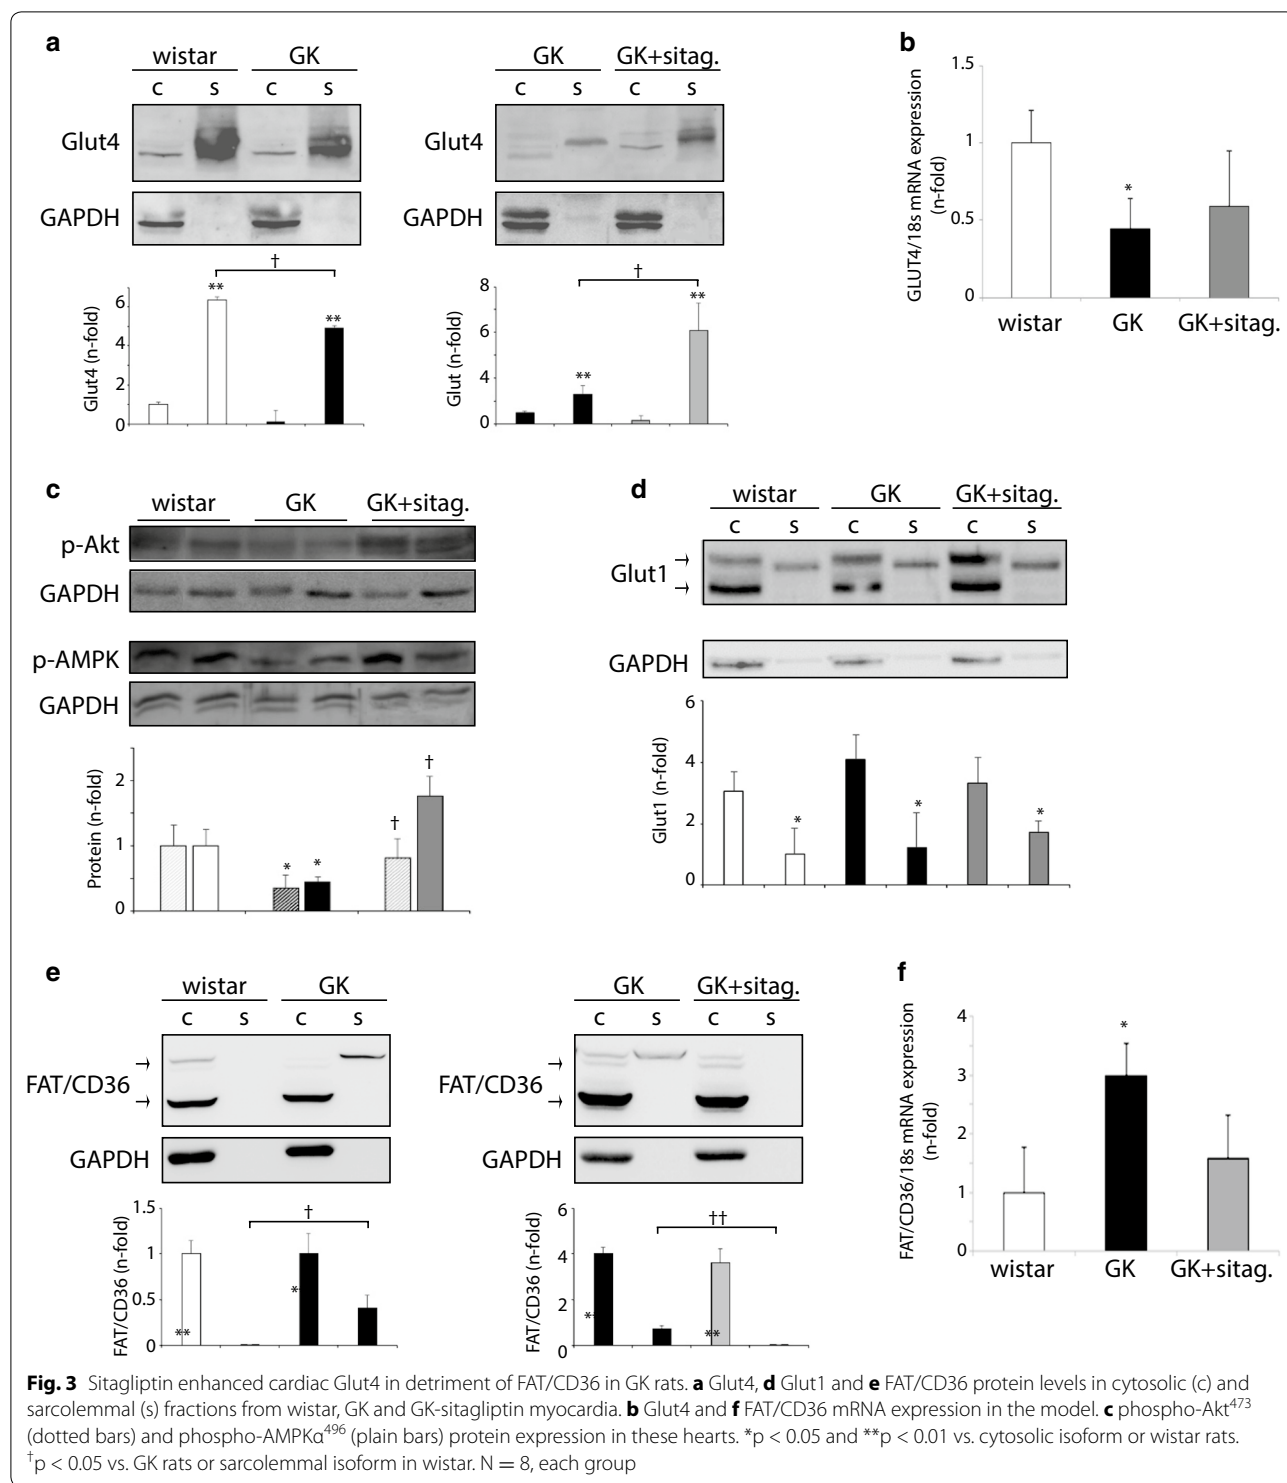 a
wistar GK
c s c s
Glut4
GAPDH
†
Glut4 (n-fold)
6
4
2
0
**
**
GK GK+sitag.
c s c s
Glut4
GAPDH
†
Glut (n-fold)
8
6
4
2
0
**
**
b
GLUT4/18s mRNA expression
(n-fold)
1.5
1
0.5
0
*
wistar GK GK+sitag.
c
wistar GK GK+sitag.
p-Akt
GAPDH
p-AMPK
GAPDH
Protein (n-fold)
2
1
0
* *
† †
d
wistar GK GK+sitag.
c s c s c s
Glut1 → →
GAPDH
Glut1 (n-fold)
6
4
2
0
* * *
e
wistar GK
c s c s
FAT/CD36 → →
GAPDH
†
FAT/CD36 (n-fold)
1.5
1
0.5
0
**
*
GK GK+sitag.
c s c s
FAT/CD36 → →
GAPDH
††
FAT/CD36 (n-fold)
6
4
2
0
*
**
f
FAT/CD36/18s mRNA expression
(n-fold)
4
3
2
1
0
*
wistar GK GK+sitag.
Fig. 3 Sitagliptin enhanced cardiac Glut4 in detriment of FAT/CD36 in GK rats. a Glut4, d Glut1 and e FAT/CD36 protein levels in cytosolic (c) and
sarcolemmal (s) fractions from wistar, GK and GK-sitagliptin myocardia. b Glut4 and f FAT/CD36 mRNA expression in the model. c phospho-Akt473
(dotted bars) and phospho-AMPKα496 (plain bars) protein expression in these hearts. *p < 0.05 and **p < 0.01 vs. cytosolic isoform or wistar rats.
†p < 0.05 vs. GK rats or sarcolemmal isoform in wistar. N = 8, each group